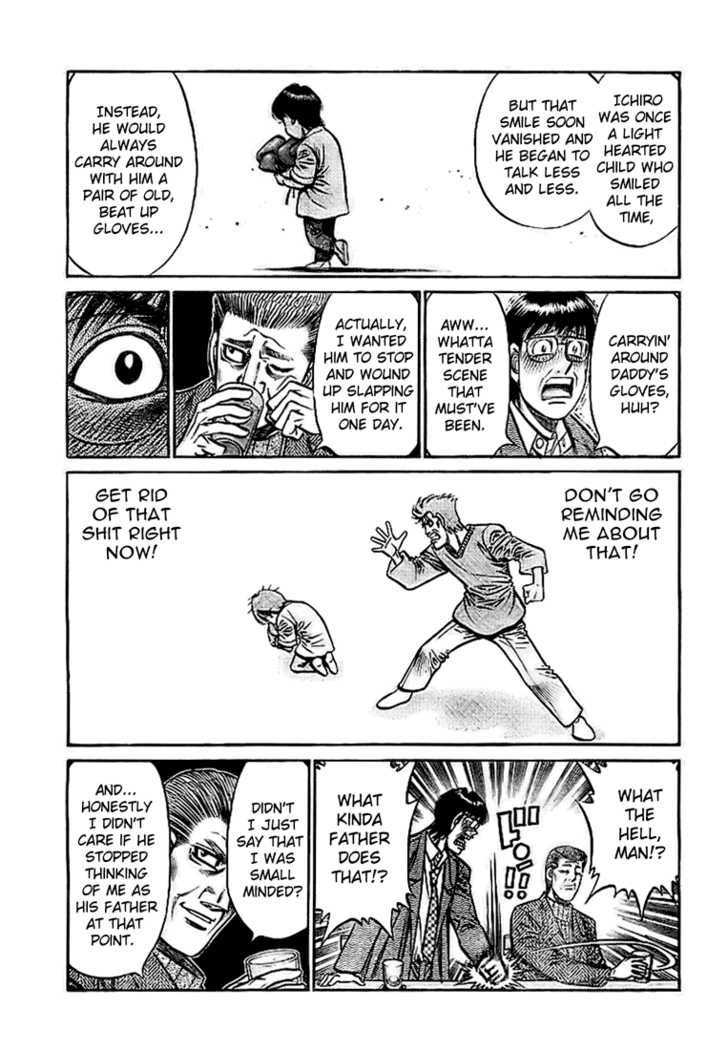 ICHIRO
WAS ONCE
A LIGHT
HEARTED
CHILD WHO
SMILED
ALL THE
TIME,
BUT THAT
SMILE SOON
VANISHED AND
HE BEGAN TO
TALK LESS
AND LESS.
INSTEAD,
HE WOULD
ALWAYS
CARRY AROUND
WITH HIM A
PAIR OF OLD,
BEAT UP
GLOVES...
CARRYIN'
AROUND
DADDY'S
GLOVES,
HUH?
AWW...
WHATTA
TENDER
SCENE
THAT
MUST'VE
BEEN.
ACTUALLY,
I WANTED
HIM TO STOP
AND WOUND
UP SLAPPING
HIM FOR IT
ONE DAY.
DON'T GO
REMINDING
ME ABOUT
THAT!
GET RID
OF THAT
SHIT RIGHT
NOW!
WHAT
THE
HELL,
MAN!?
ドン!!
WHAT
KINDA
FATHER
DOES
THAT!?
DIDN'T
I JUST
SAY THAT
I WAS
SMALL
MINDED?
AND...
HONESTLY
I DIDN'T
CARE IF HE
STOPPED
THINKING
OF ME AS
HIS FATHER
AT THAT
POINT.